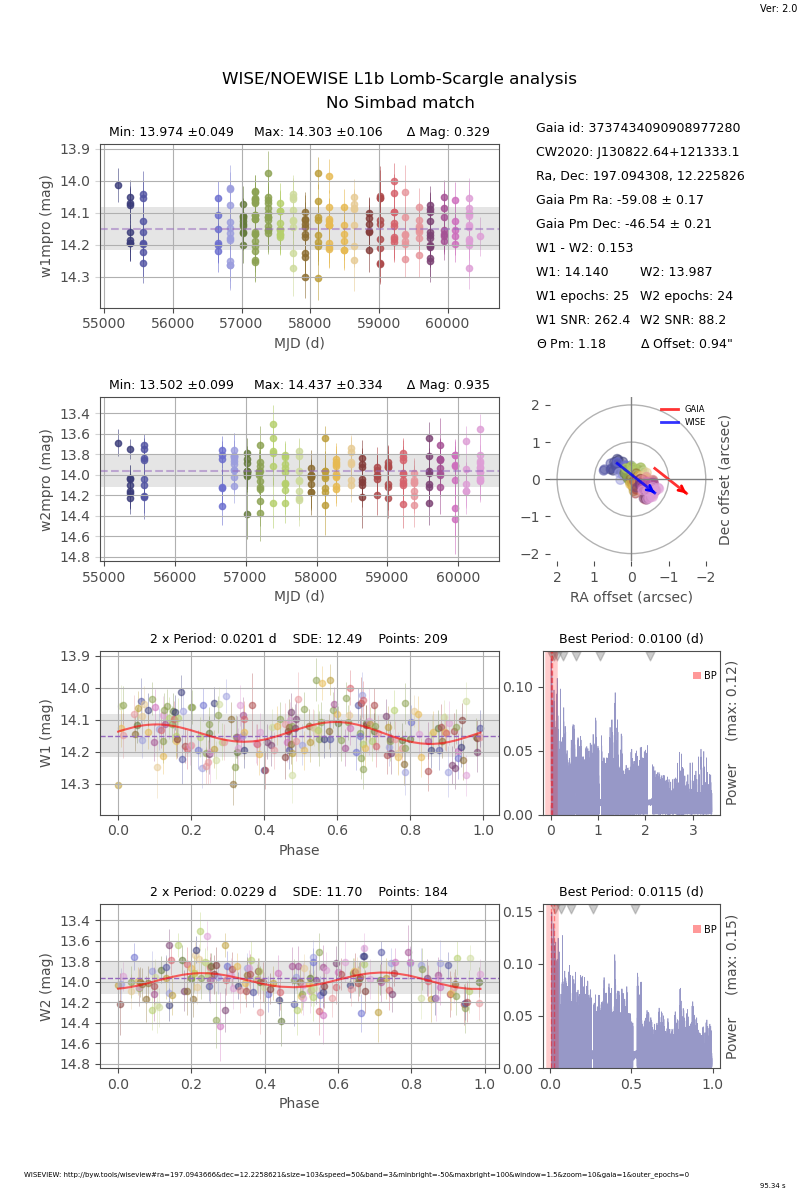 Ver: 2.0
WISE/NOEWISE L1b Lomb-Scargle analysis
No Simbad match
Min: 13.974 ±0.049 Max: 14.303 ±0.106 Δ Mag: 0.329
13.9
14.0
14.1
14.2
14.3
w1mpro (mag)
55000 56000 57000 58000 59000 60000
MJD (d)
Gaia id: 3737434090908977280
CW2020: J130822.64+121333.1
Ra, Dec: 197.094308, 12.225826
Gaia Pm Ra: -59.08 ± 0.17
Gaia Pm Dec: -46.54 ± 0.21
W1 - W2: 0.153
W1: 14.140 W2: 13.987
W1 epochs: 25 W2 epochs: 24
W1 SNR: 262.4 W2 SNR: 88.2
Θ Pm: 1.18 Δ Offset: 0.94"
Min: 13.502 ±0.099 Max: 14.437 ±0.334 Δ Mag: 0.935
13.4
13.6
13.8
14.0
14.2
14.4
14.6
14.8
w2mpro (mag)
55000 56000 57000 58000 59000 60000
MJD (d)
GAIA
WISE
2
1
0
−1
−2
2 1 0 −1 −2
RA offset (arcsec)
Dec offset (arcsec)
2 x Period: 0.0201 d SDE: 12.49 Points: 209
13.9
14.0
14.1
14.2
14.3
W1 (mag)
0.0 0.2 0.4 0.6 0.8 1.0
Phase
Best Period: 0.0100 (d)
BP
0.10
0.05
0.00
0 1 2 3
Power (max: 0.12)
2 x Period: 0.0229 d SDE: 11.70 Points: 184
13.4
13.6
13.8
14.0
14.2
14.4
14.6
14.8
W2 (mag)
0.0 0.2 0.4 0.6 0.8 1.0
Phase
Best Period: 0.0115 (d)
BP
0.15
0.10
0.05
0.00
0.0 0.5 1.0
Power (max: 0.15)
WISEVIEW: http://byw.tools/wiseview#ra=197.0943666&dec=12.2258621&size=103&speed=50&band=3&minbright=-50&maxbright=100&window=1.5&zoom=10&gaia=1&outer_epochs=0
95.34 s